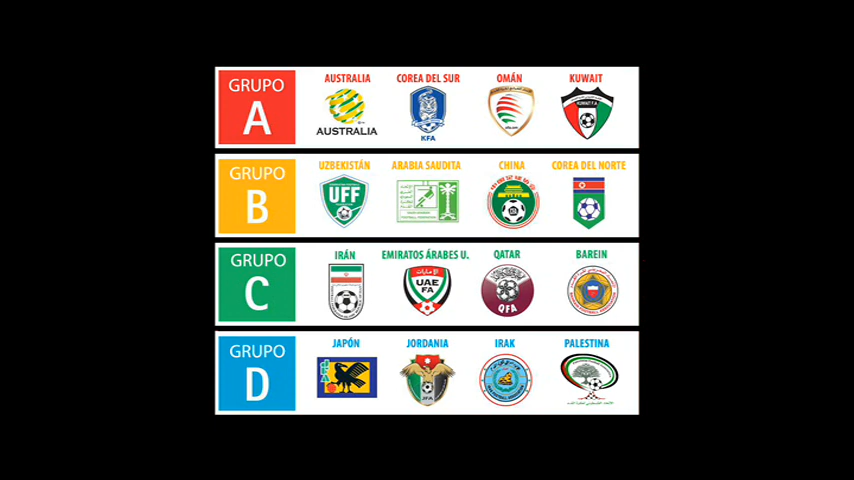 GRUPO
A
AUSTRALIA
COREA DEL SUR
OMÁN
KUWAIT
AUSTRALIA
KFA
KUWAIT F.A
GRUPO
B
UZBEKISTÁN
ARABIA SAUDITA
CHINA
COREA DEL NORTE
UFF
GRUPO
C
IRÁN
EMIRATOS ÁRABES U.
QATAR
BAREIN
UAE
FA
QFA
GRUPO
D
JAPÓN
JORDANIA
IRAK
PALESTINA
JFA